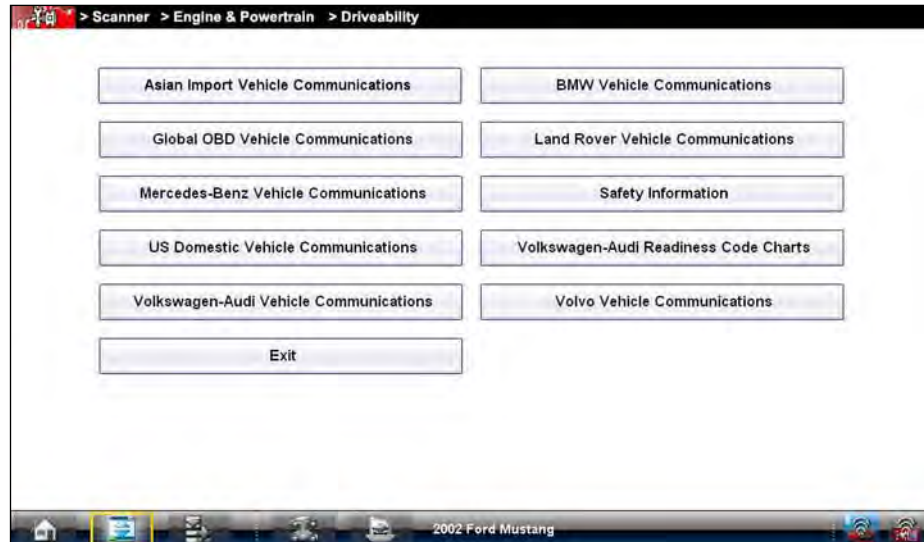 > Scanner > Engine & Powertrain > Driveability
Asian Import Vehicle Communications
BMW Vehicle Communications
Global OBD Vehicle Communications
Land Rover Vehicle Communications
Mercedes-Benz Vehicle Communications
Safety Information
US Domestic Vehicle Communications
Volkswagen-Audi Readiness Code Charts
Volkswagen-Audi Vehicle Communications
Volvo Vehicle Communications
Exit
2002 Ford Mustang